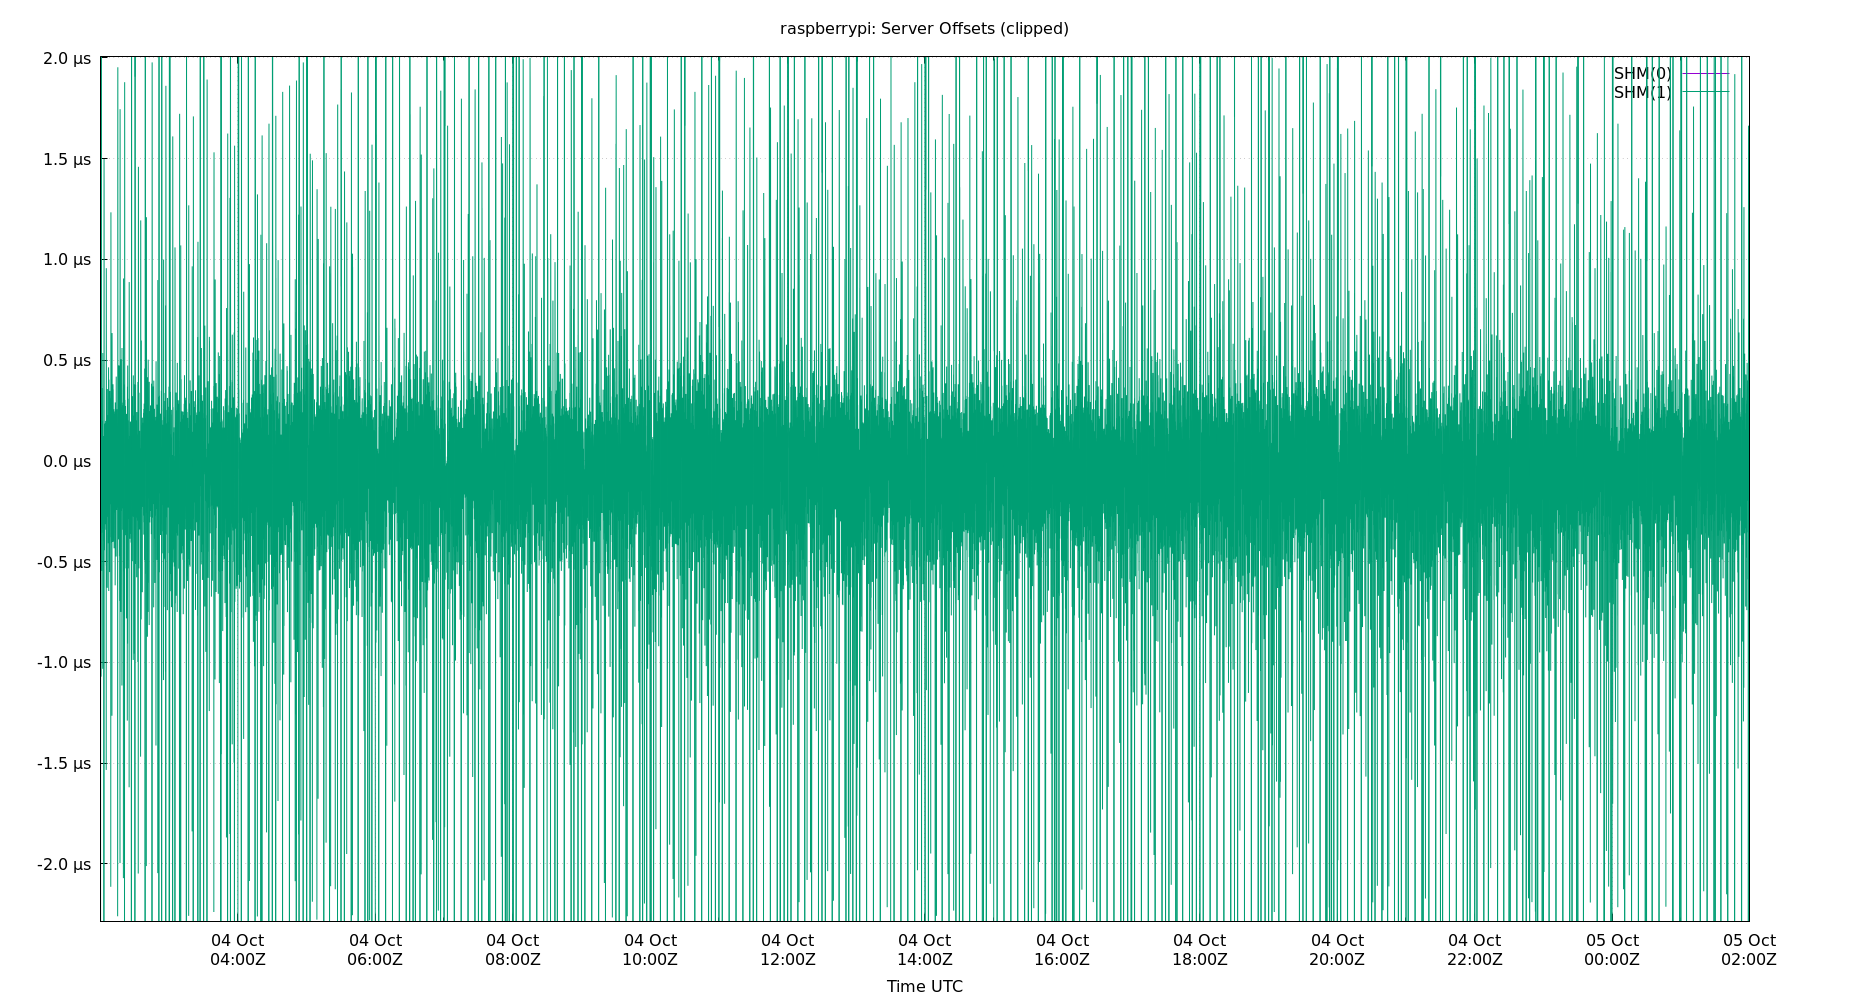 raspberrypi: Server Offsets (clipped)
SHM(0)
SHM(1)
2.0 µs
1.5 µs
1.0 µs
0.5 µs
0.0 µs
-0.5 µs
-1.0 µs
-1.5 µs
-2.0 µs
04 Oct 04 Oct 04 Oct 04 Oct 04 Oct 04 Oct 04 Oct 04 Oct 04 Oct 04 Oct 05 Oct 05 Oct
04:00Z 06:00Z 08:00Z 10:00Z 12:00Z 14:00Z 16:00Z 18:00Z 20:00Z 22:00Z 00:00Z 02:00Z
Time UTC